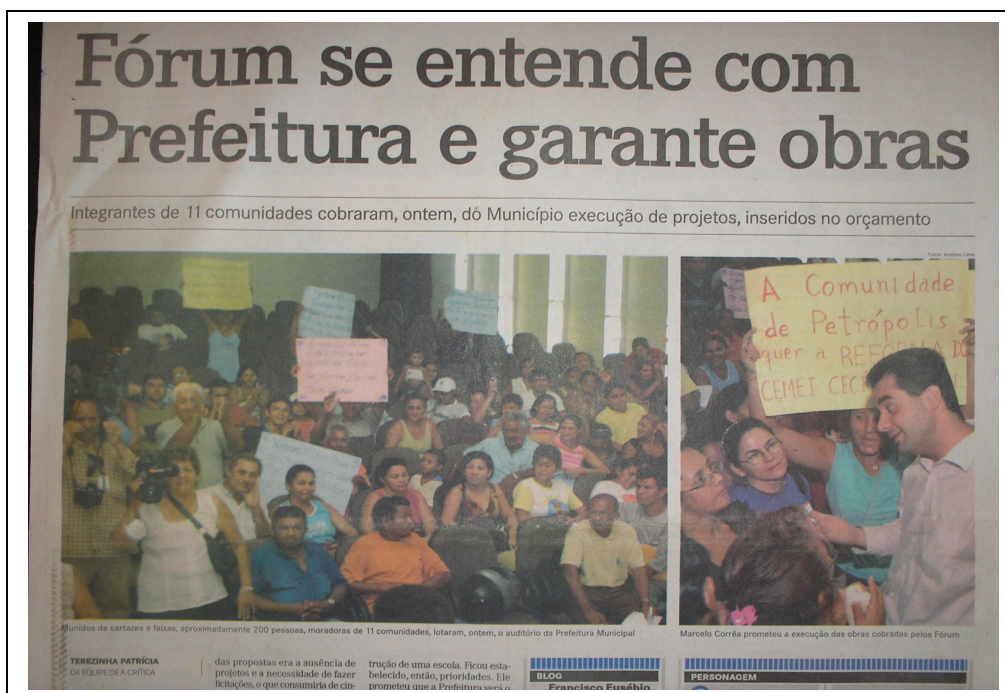 Fórum se entende com
Prefeitura e garante obras
Integrantes de 11 comunidades cobraram, ontem, do Município execução de projetos, inseridos no orçamento
A Comunidade
de Petrópolis
quer a REFORMA DO
CEMEI
Munidos de cartazes e faixas, aproximadamente 200 pessoas, moradoras de 11 comunidades, lotaram, ontem, o auditório da Prefeitura Municipal
Marcelo Corrêa prometeu a execução das obras cobradas pelos Fórum
TEREZINHA PATRÍCIA
DA EQUIPE DE A CRÍTICA
das propostas era a ausência de
projetos e a necessidade de fazer
licitações, o que consumiria de cin-
trução de uma escola. Ficou esta-
belecido, então, prioridades. Ele
prometeu que a Prefeitura verá o
BLOG
Francisco Eusébio
PERSONAGEM